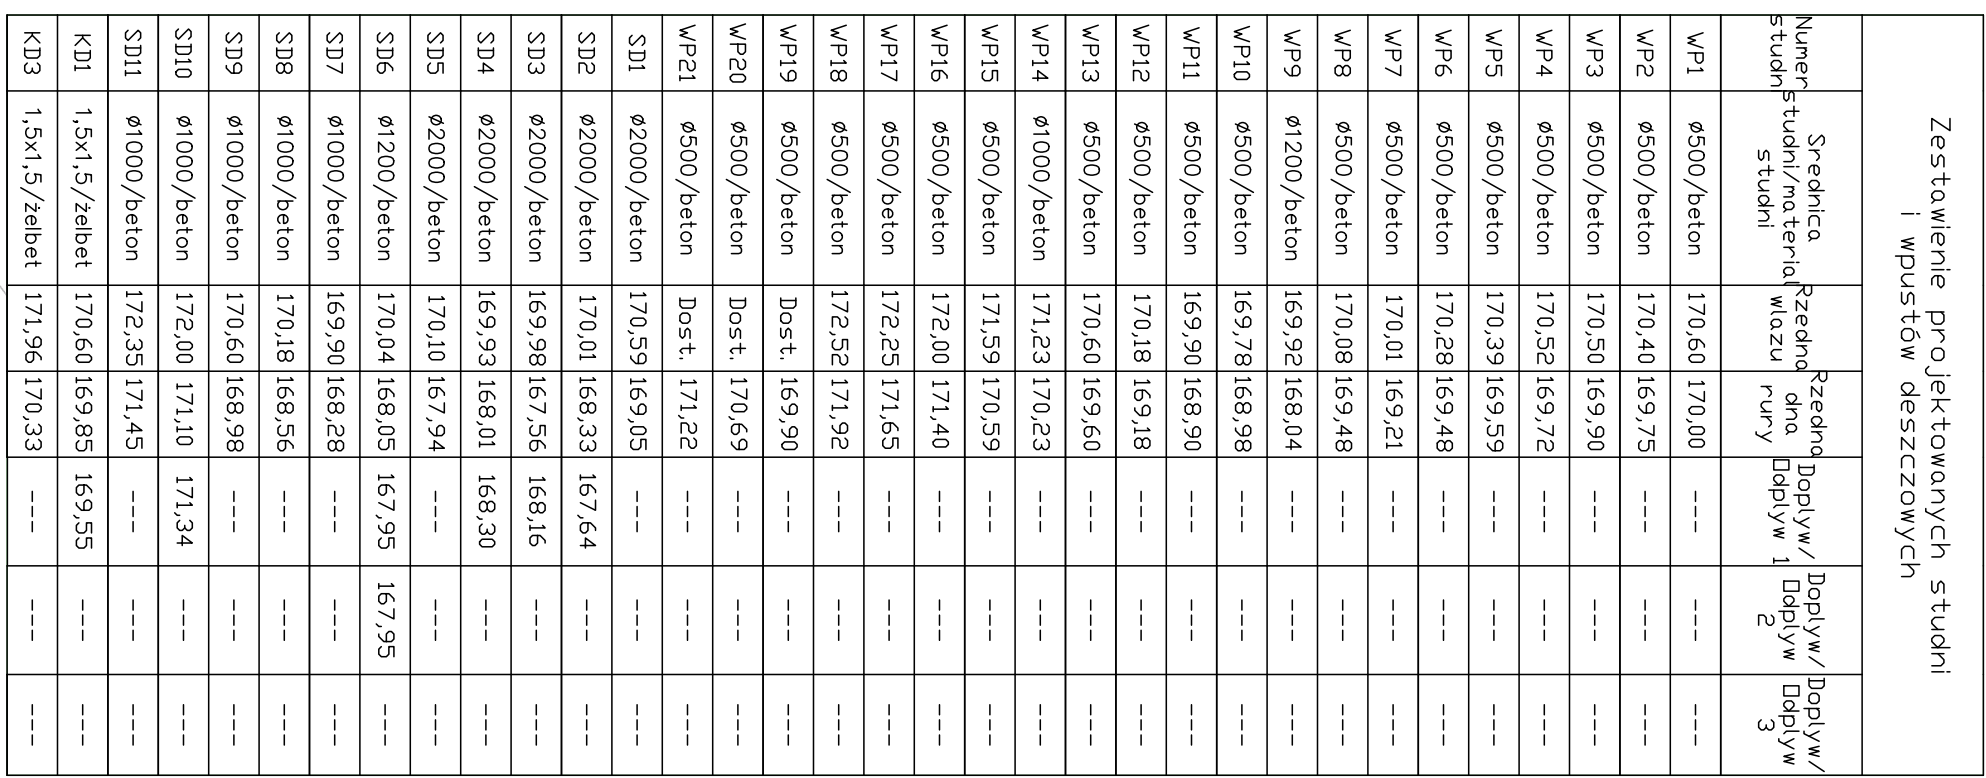 Zestawienie projektowanych studni
i wpustów deszczowych
Numer studni | Srednica studni/material studni | Rzedna wlazu | Rzedna dna rury | Doplyw/ □dplyw 1 | Doplyw/ □dplyw 2 | Doplyw/ □dplyw 3
WP1 ø500/beton 170,60 170,00 --- --- ---
WP2 ø500/beton 170,40 169,75 --- --- ---
WP3 ø500/beton 170,50 169,90 --- --- ---
WP4 ø500/beton 170,52 169,72 --- --- ---
WP5 ø500/beton 170,39 169,59 --- --- ---
WP6 ø500/beton 170,28 169,48 --- --- ---
WP7 ø500/beton 170,01 169,21 --- --- ---
WP8 ø500/beton 170,08 169,48 --- --- ---
WP9 ø1200/beton 169,92 168,04 --- --- ---
WP10 ø500/beton 169,78 168,98 --- --- ---
WP11 ø500/beton 169,90 168,90 --- --- ---
WP12 ø500/beton 170,18 169,18 --- --- ---
WP13 ø500/beton 170,60 169,60 --- --- ---
WP14 ø1000/beton 171,23 170,23 --- --- ---
WP15 ø500/beton 171,59 170,59 --- --- ---
WP16 ø500/beton 172,00 171,40 --- --- ---
WP17 ø500/beton 172,25 171,65 --- --- ---
WP18 ø500/beton 172,52 171,92 --- --- ---
WP19 ø500/beton Dost. 169,90 --- --- ---
WP20 ø500/beton Dost. 170,69 --- --- ---
WP21 ø500/beton Dost. 171,22 --- --- ---
SD1 ø2000/beton 170,59 169,05 --- --- ---
SD2 ø2000/beton 170,01 168,33 167,64 --- ---
SD3 ø2000/beton 169,98 167,56 168,16 --- ---
SD4 ø2000/beton 169,93 168,01 168,30 --- ---
SD5 ø2000/beton 170,10 167,94 --- --- ---
SD6 ø1200/beton 170,04 168,05 167,95 167,95 ---
SD7 ø1000/beton 169,90 168,28 --- --- ---
SD8 ø1000/beton 170,18 168,56 --- --- ---
SD9 ø1000/beton 170,60 168,98 --- --- ---
SD10 ø1000/beton 172,00 171,10 171,34 --- ---
SD11 ø1000/beton 172,35 171,45 --- --- ---
KD1 1,5x1,5/żelbet 170,60 169,85 169,55 --- ---
KD3 1,5x1,5/żelbet 171,96 170,33 --- --- ---